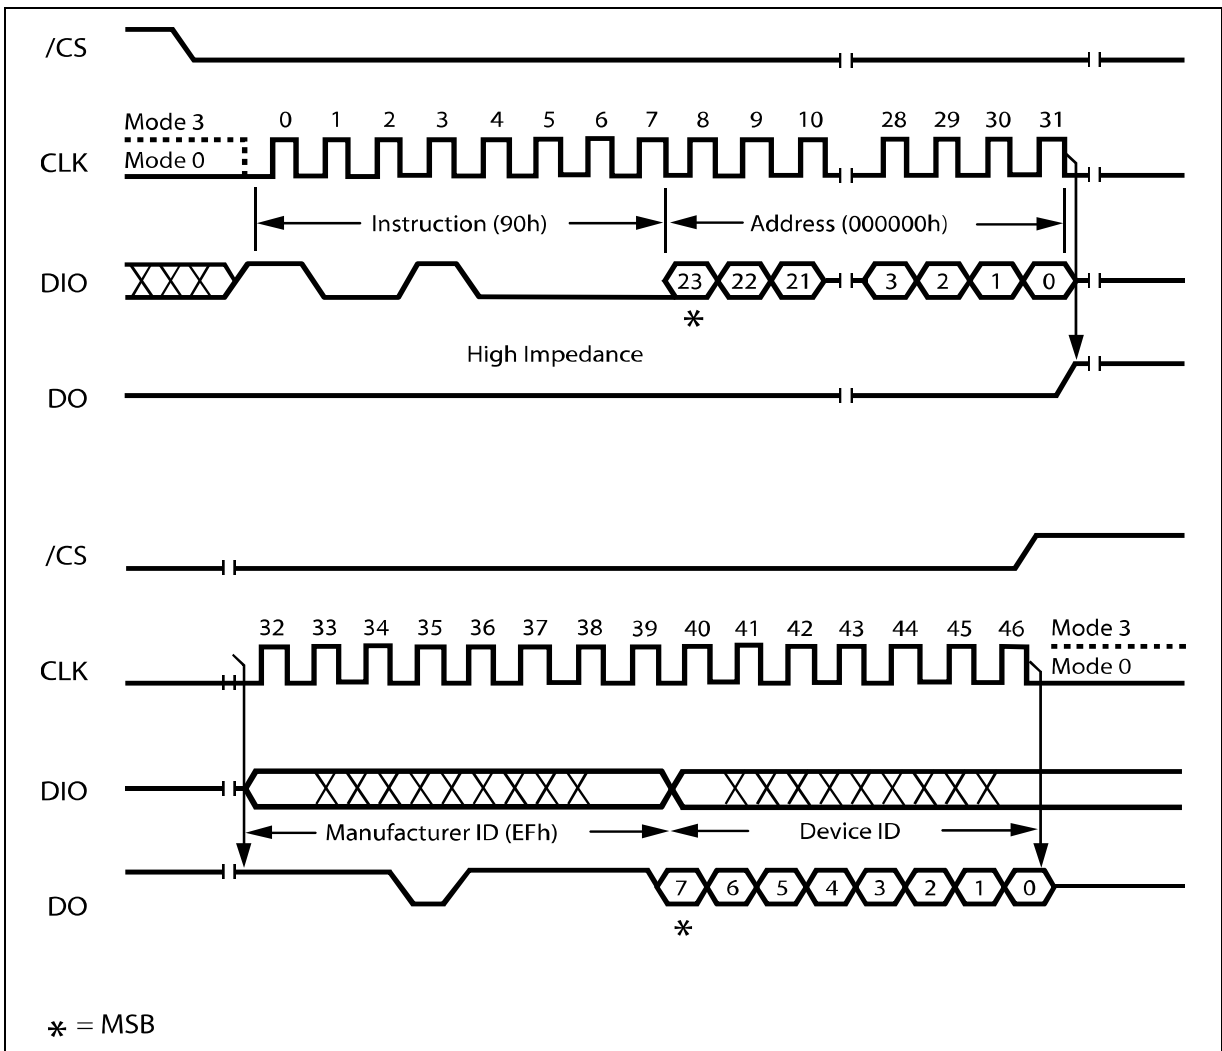 /CS
Mode 3 0 1 2 3 4 5 6 7 8 9 10 28 29 30 31
CLK Mode 0
Instruction (90h) Address (000000h)
DIO 23 22 21 3 2 1 0
*
High Impedance
DO
/CS
32 33 34 35 36 37 38 39 40 41 42 43 44 45 46 Mode 3
CLK Mode 0
DIO
Manufacturer ID (EFh) Device ID
DO 7 6 5 4 3 2 1 0
*
* = MSB